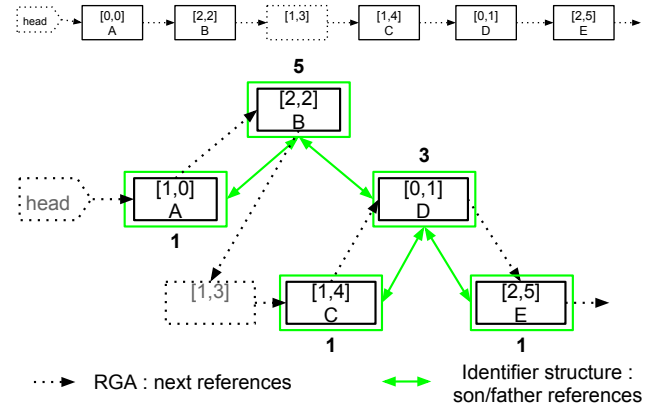 head
[0,0]
A
[2,2]
B
[1,3]
[1,4]
C
[0,1]
D
[2,5]
E
5
[2,2]
B
3
head
[1,0]
A
1
[0,1]
D
[1,3]
[1,4]
C
1
[2,5]
E
1
RGA : next references
Identifier structure :
son/father references